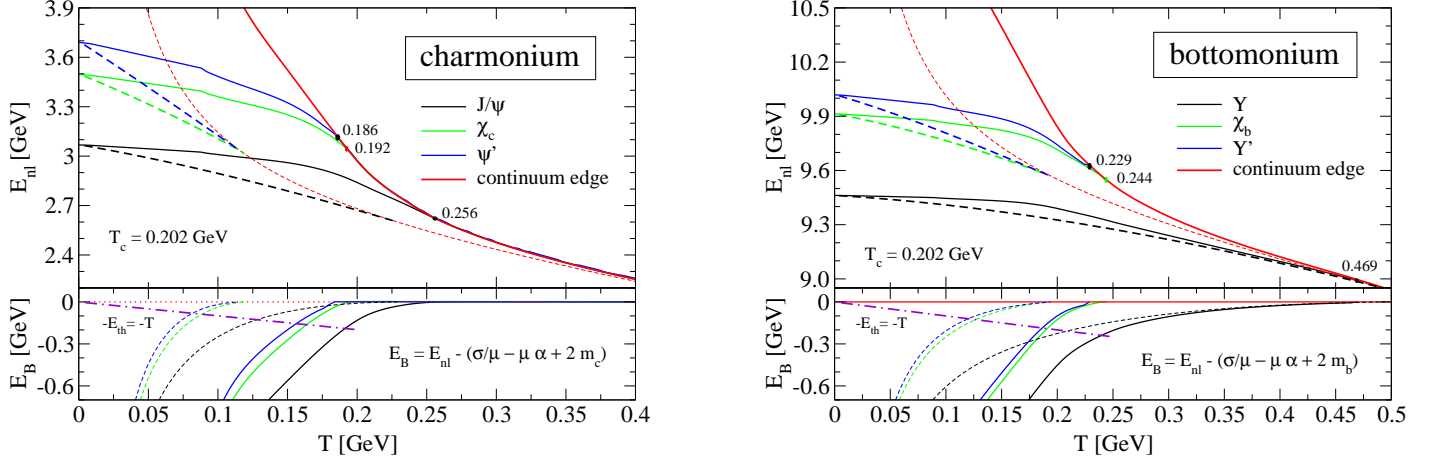 3.9
3.6
3.3
3
2.7
2.4
E_nl [GeV]
charmonium
J/ψ
χ_c
ψ'
continuum edge
0.186
0.192
0.256
T_c = 0.202 GeV
0
-0.3
-0.6
E_B [GeV]
-E_th = -T
E_B = E_nl - (σ/μ – μ α + 2 m_c)
0 0.05 0.1 0.15 0.2 0.25 0.3 0.35 0.4
T [GeV]
10.5
10.2
9.9
9.6
9.3
9.0
E_nl [GeV]
bottomonium
Y
χ_b
Y'
continuum edge
0.229
0.244
0.469
T_c = 0.202 GeV
0
-0.3
-0.6
E_B [GeV]
-E_th = -T
E_B = E_nl - (σ/μ – μ α + 2 m_b)
0 0.05 0.1 0.15 0.2 0.25 0.3 0.35 0.4 0.45 0.5
T [GeV]